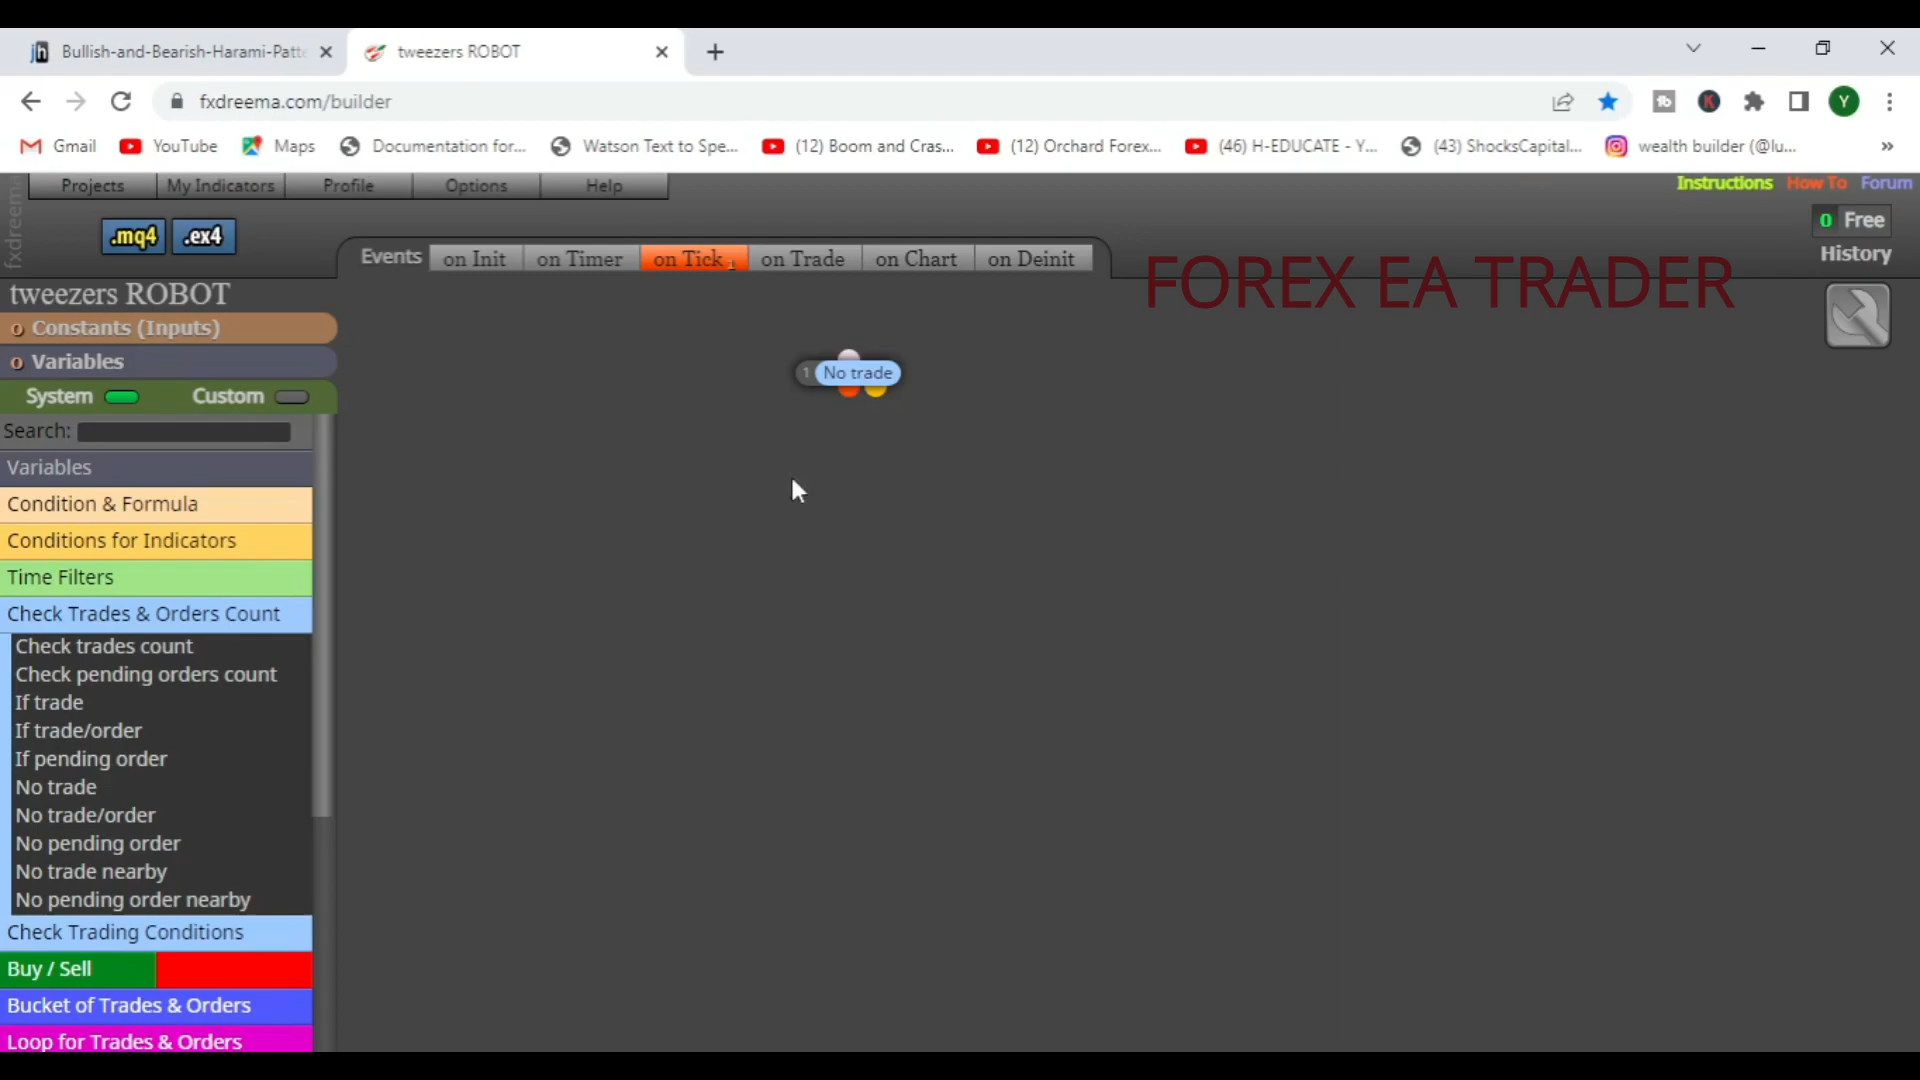 Bullish-and-Bearish-Harami-Patte
tweezers ROBOT
fxdreema.com/builder
Y
Gmail
YouTube
Maps
Documentation for...
Watson Text to Spe...
(12) Boom and Cras...
(12) Orchard Forex...
(46) H-EDUCATE - Y...
(43) ShocksCapital...
wealth builder (@lu...
»
fxdreema
Projects
My Indicators
Profile
Options
Help
Instructions
How To
Forum
.mq4
.ex4
0 Free
History
Events
on Init
on Timer
on Tick 1
on Trade
on Chart
on Deinit
FOREX EA TRADER
tweezers ROBOT
0 Constants (Inputs)
0 Variables
System
Custom
Search:
1 No trade
Variables
Condition & Formula
Conditions for Indicators
Time Filters
Check Trades & Orders Count
Check trades count
Check pending orders count
If trade
If trade/order
If pending order
No trade
No trade/order
No pending order
No trade nearby
No pending order nearby
Check Trading Conditions
Buy / Sell
Bucket of Trades & Orders
Loop for Trades & Orders